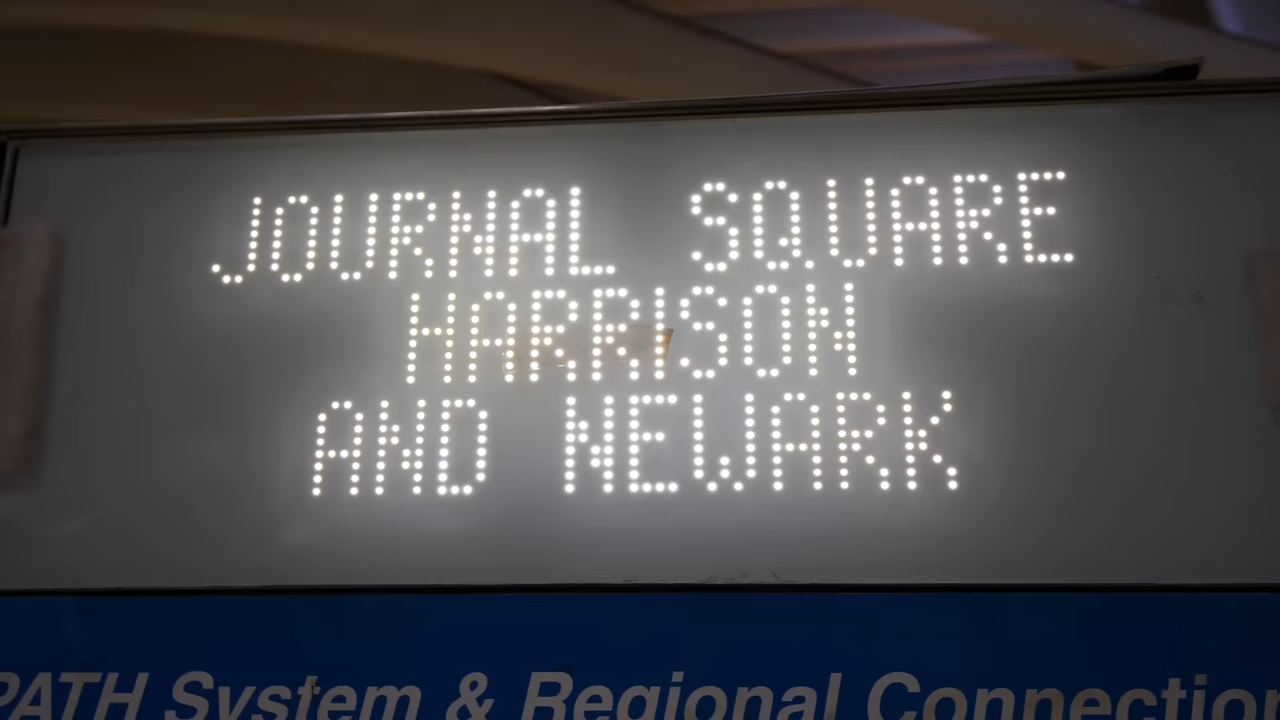 JOURNAL SQUARE
HARRISON
AND NEWARK
PATH System & Regional Connection